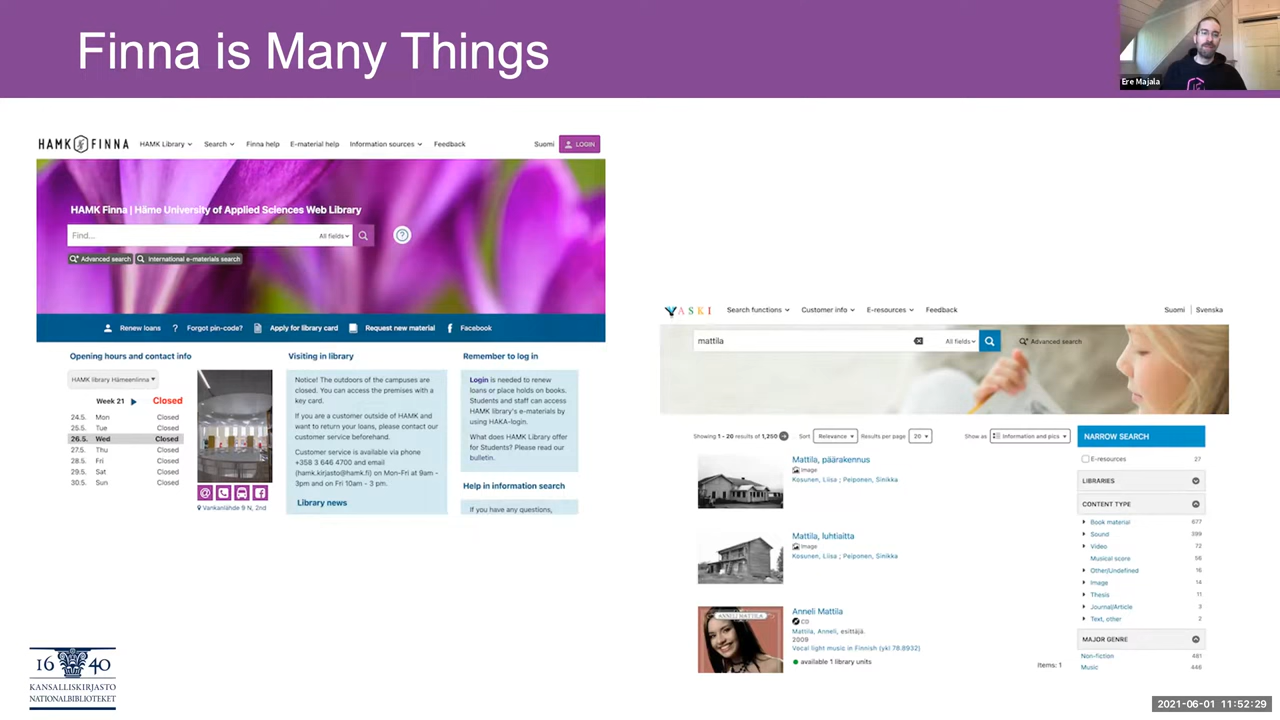 Finna is Many Things
Ere Majala
HAMK FINNA
HAMK Library Search Finna help E-material help Information sources Feedback Suomi LOGIN
HAMK Finna | Häme University of Applied Sciences Web Library
Find... All fields
Advanced search International e-materials search
Renew loans ? Forgot pin-code? Apply for library card Request new material Facebook
Opening hours and contact info
HAMK library Hämeenlinna
Week 21 Closed
24.5. Mon Closed
25.5. Tue Closed
26.5. Wed Closed
27.5. Thu Closed
28.5. Fri Closed
29.5. Sat Closed
30.5. Sun Closed
Vankanlähde 9 N, 2nd
Visiting in library
Notice! The outdoors of the campuses are
closed. You can access the premises with a
key card.
If you are a customer outside of HAMK and
want to return your loans, please contact our
customer service beforehand.
Customer service is available via phone
+358 3 646 4700 and email
(hamk.kirjasto@hamk.fi) on Mon-Fri at 9am -
3pm and on Fri 10am - 3 pm.
Library news
Remember to log in
Login is needed to renew
loans or place holds on books.
Students and staff can access
HAMK library's e-materials by
using HAKA-login.
What does HAMK Library offer
for Students? Please read our
bulletin.
Help in information search
If you have any questions,
VASKI
Search functions Customer info E-resources Feedback Suomi Svenska
mattila All fields Advanced search
Showing 1 - 20 results of 1,250 Sort Relevance Results per page 20 Show as Information and pics
Mattila, päärakennus
Image
Kosunen, Liisa ; Peiponen, Sinikka
Mattila, luhtiaitta
Image
Kosunen, Liisa ; Peiponen, Sinikka
ANNELI MATTILA
Anneli Mattila
CD
Mattila, Anneli, esittäjä.
2009
Vocal light music in Finnish (ykl 78.8932)
available 1 library units
Items: 1
NARROW SEARCH
E-resources 27
LIBRARIES
CONTENT TYPE
Book material 677
Sound 399
Video 72
Musical score 56
Other/Undefined 16
Image 14
Thesis 11
Journal/Article 3
Text, other 2
MAJOR GENRE
Non-fiction 481
Music 446
16 40
KANSALLISKIRJASTO
NATIONALBIBLIOTEKET
2021-06-01 11:52:29